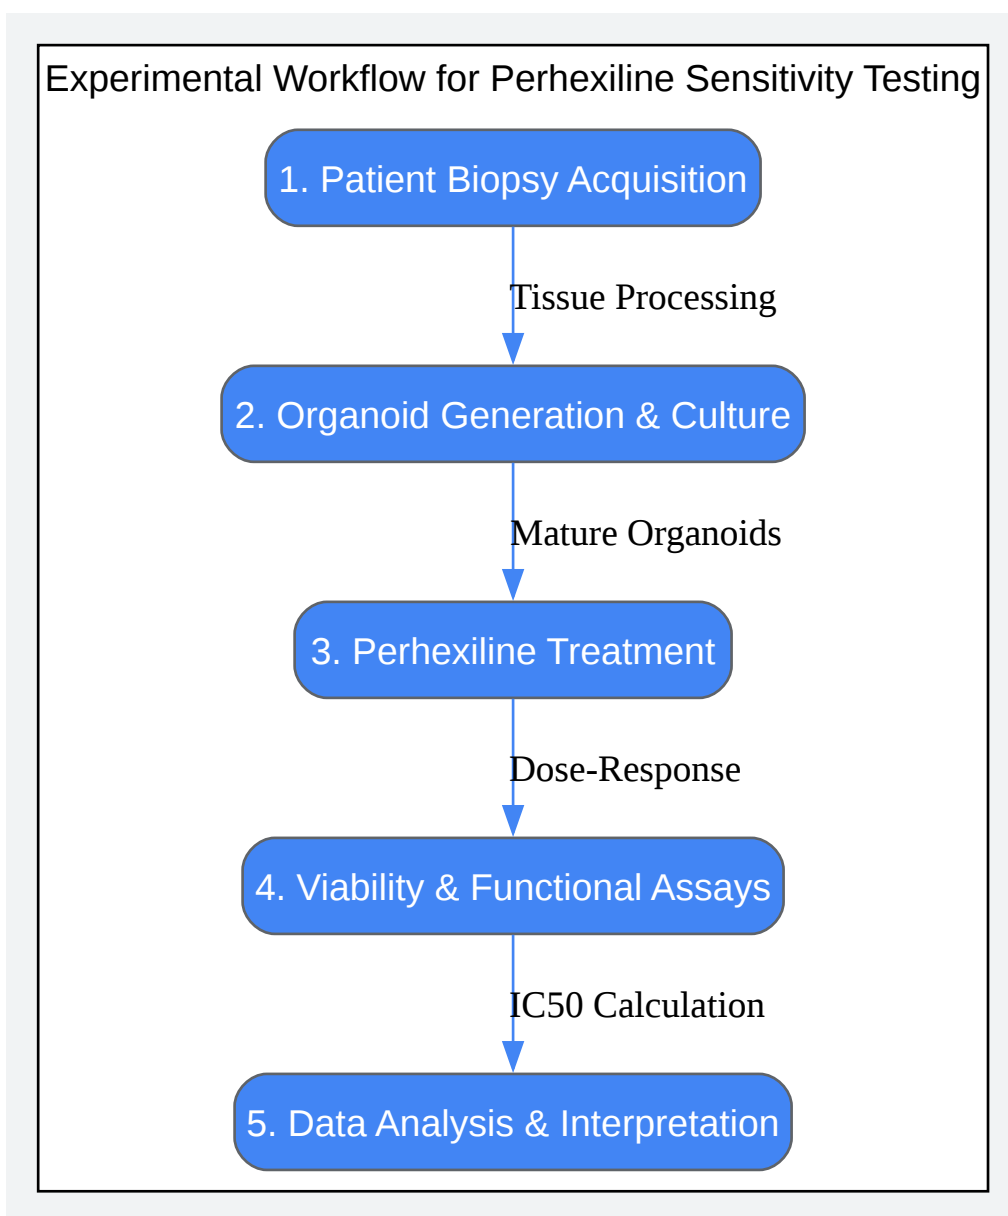 Experimental Workflow for Perhexiline Sensitivity Testing
1. Patient Biopsy Acquisition
Tissue Processing
2. Organoid Generation & Culture
Mature Organoids
3. Perhexiline Treatment
Dose-Response
4. Viability & Functional Assays
IC50 Calculation
5. Data Analysis & Interpretation